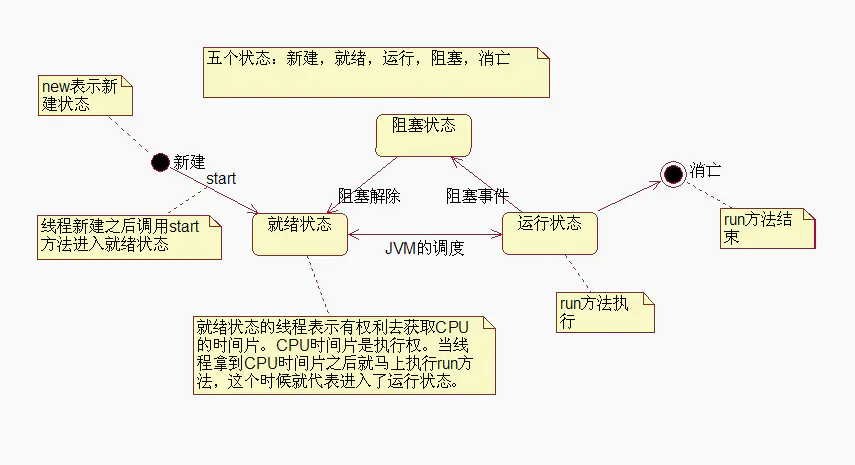 五个状态：新建，就绪，运行，阻塞，消亡
new表示新
建状态
阻塞状态
新建
消亡
start
阻塞解除
阻塞事件
线程新建之后调用start
方法进入就绪状态
就绪状态
运行状态
run方法结
束
JVM的调度
run方法执
行
就绪状态的线程表示有权利去获取CPU
的时间片。CPU时间片是执行权。当线
程拿到CPU时间片之后就马上执行run方
法，这个时候就代表进入了运行状态。